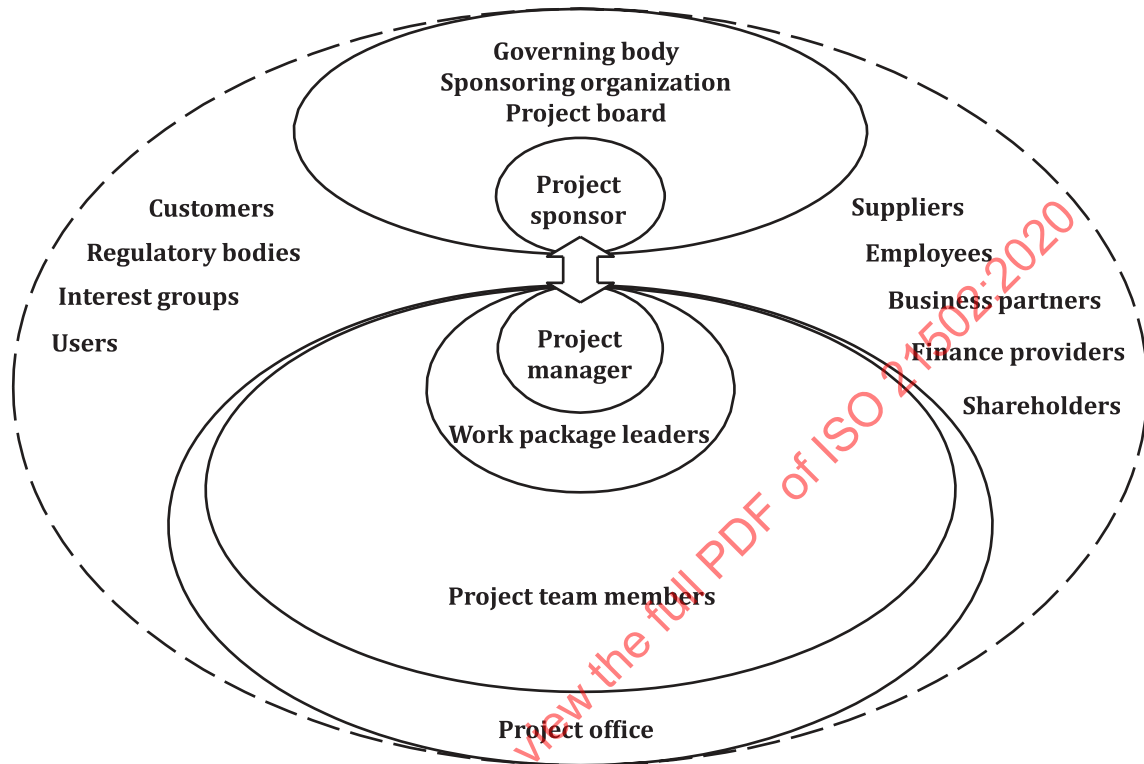 Governing body
Sponsoring organization
Project board
Project
sponsor
Customers
Regulatory bodies
Interest groups
Users
Suppliers
Employees
Business partners
Finance providers
Shareholders
Project
manager
Work package leaders
Project team members
Project office
view the full PDF of ISO 21502:2020